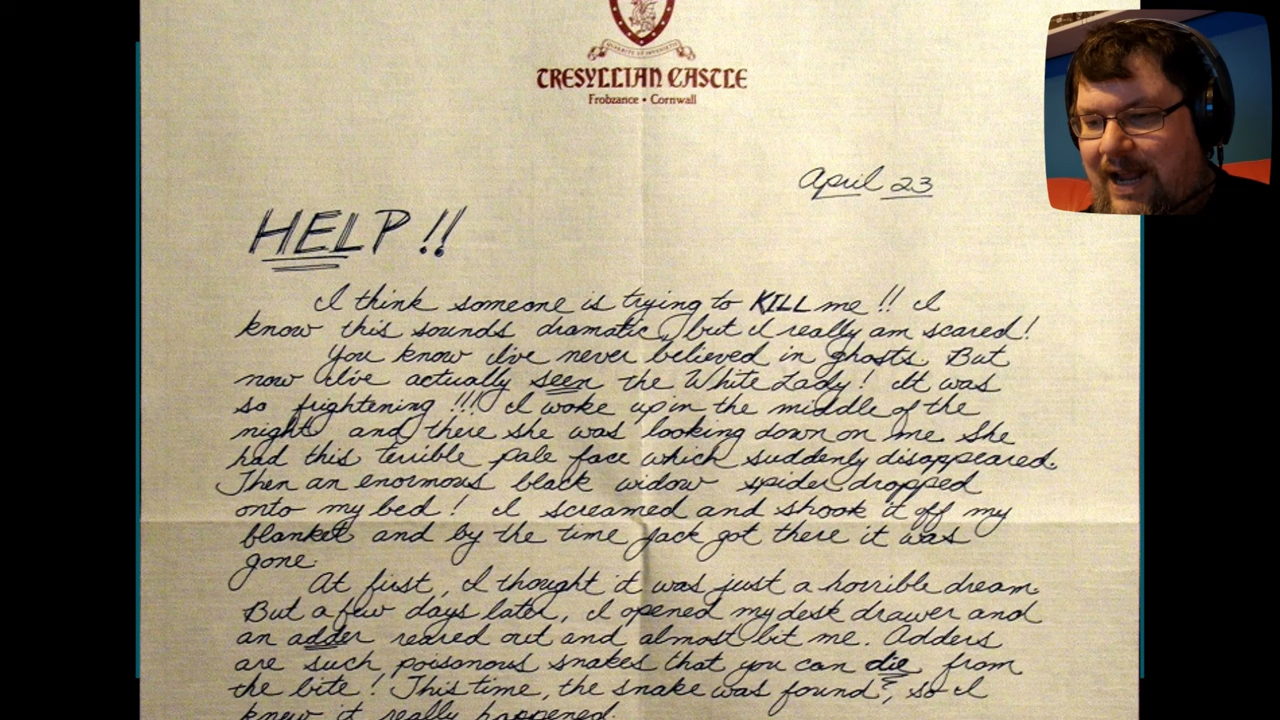 TRESYLLIAN CASTLE
Frobzance • Cornwall
April 23
HELP!!
I think someone is trying to KILL me!! I
know this sounds dramatic, but I really am scared!
You know I've never believed in ghosts. But
now I've actually seen the White Lady! It was
so frightening!!! I woke up in the middle of the
night and there she was looking down on me. She
had this terrible pale face which suddenly disappeared.
Then an enormous black widow spider dropped
onto my bed! I screamed and shook it off my
blanket and by the time Jack got there it was
gone.
At first, I thought it was just a horrible dream.
But a few days later, I opened my desk drawer and
an adder reared out and almost bit me. Adders
are such poisonous snakes that you can die from
the bite! This time, the snake was found, so I
knew it really happened.